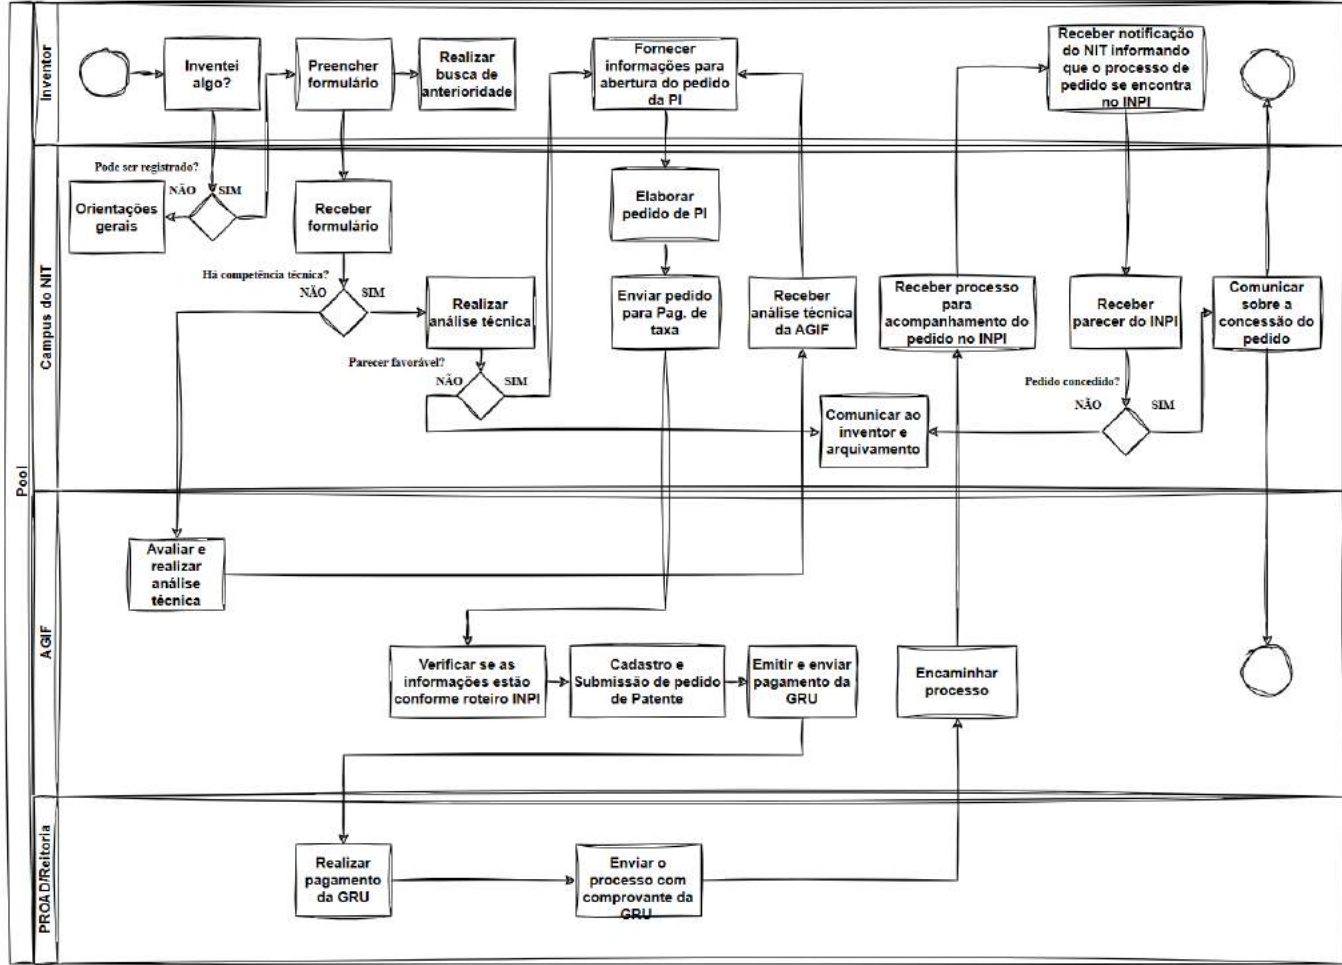 Pool
Inventor
Inventei
algo?
Preencher
formulário
Realizar
busca de
anterioridade
Fornecer
informações para
abertura do pedido
da PI
Receber notificação
do NIT informando
que o processo de
pedido se encontra
no INPI
Campus do NIT
Pode ser registrado?
NÃO
SIM
Orientações
gerais
Receber
formulário
Elaborar
pedido de PI
Há competência técnica?
NÃO
SIM
Realizar
análise técnica
Enviar pedido
para Pag. de
taxa
Receber
análise técnica
da AGIF
Receber processo
para
acompanhamento do
pedido no INPI
Receber
parecer do INPI
Comunicar
sobre a
concessão do
pedido
Parecer favorável?
NÃO
SIM
Comunicar ao
inventor e
arquivamento
Pedido concedido?
NÃO
SIM
AGIF
Avaliar e
realizar
análise
técnica
Verificar se as
informações estão
conforme roteiro INPI
Cadastro e
Submissão de pedido
de Patente
Emitir e enviar
pagamento da
GRU
Encaminhar
processo
PROAD/Reitoria
Realizar
pagamento
da GRU
Enviar o
processo com
comprovante da
GRU